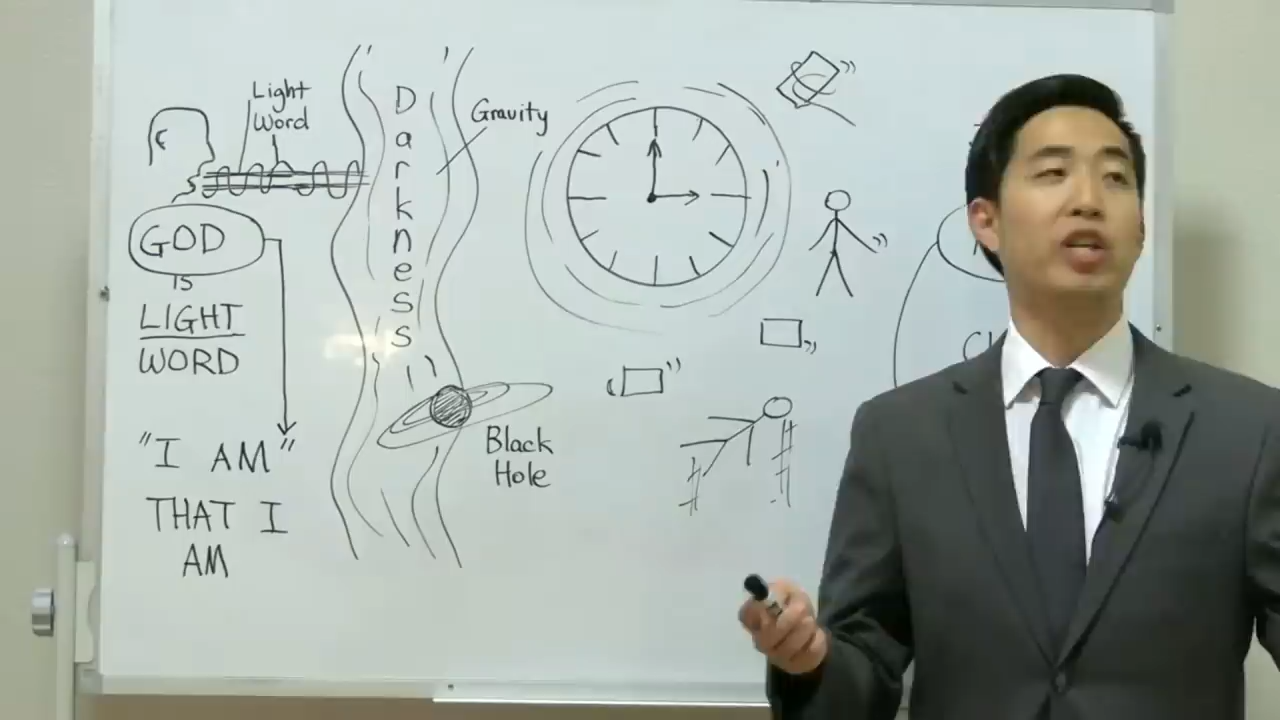 Light
Word
GOD
IS
LIGHT
WORD
"I AM"
THAT I
AM
Darkness
Gravity
Black
Hole